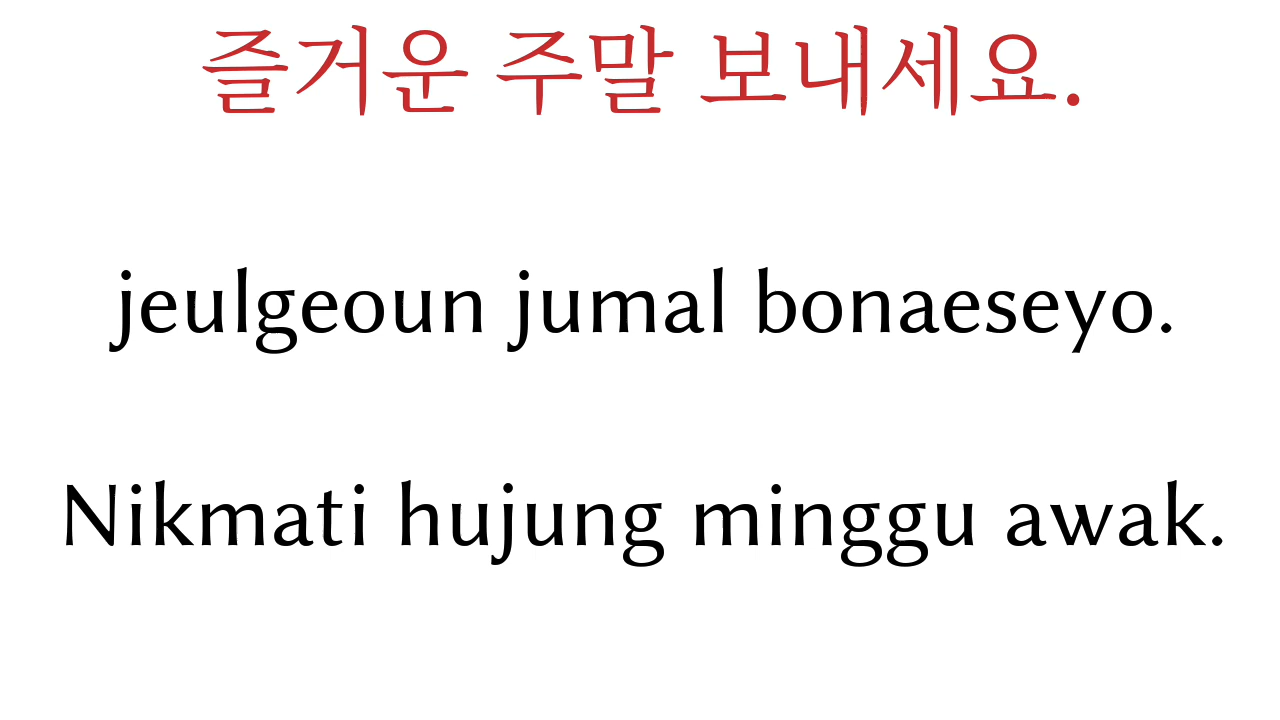 즐거운 주말 보내세요.
jeulgeoun jumal bonaeseyo.
Nikmati hujung minggu awak.